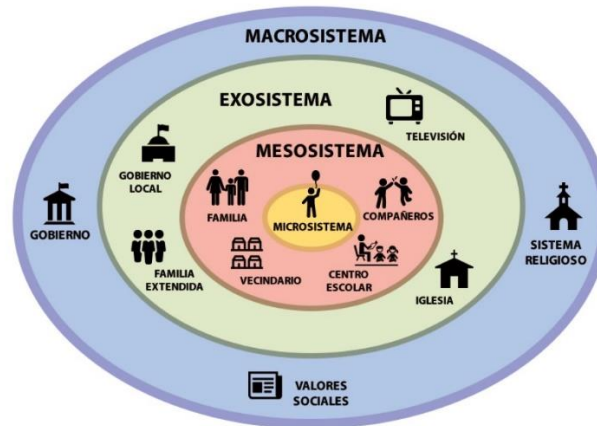 MACROSISTEMA
EXOSISTEMA
TELEVISIÓN
MESOSISTEMA
GOBIERNO
LOCAL
FAMILIA
MICROSISTEMA
COMPAÑEROS
GOBIERNO
SISTEMA
RELIGIOSO
FAMILIA
EXTENDIDA
VECINDARIO
CENTRO
ESCOLAR
IGLESIA
VALORES
SOCIALES